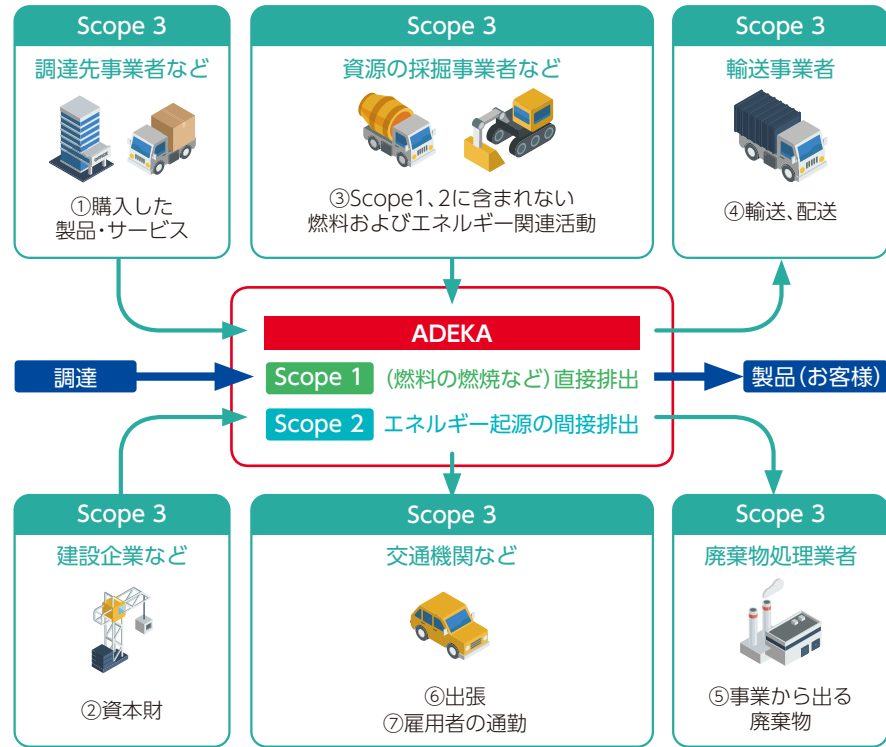 Scope 3
調達先事業者など
①購入した
製品・サービス
Scope 3
資源の採掘事業者など
③Scope1、2に含まれない
燃料およびエネルギー関連活動
Scope 3
輸送事業者
④輸送、配送
ADEKA
調達
Scope 1 (燃料の燃焼など)直接排出
製品(お客様)
Scope 2 エネルギー起源の間接排出
Scope 3
建設企業など
②資本財
Scope 3
交通機関など
⑥出張
⑦雇用者の通勤
Scope 3
廃棄物処理業者
⑤事業から出る
廃棄物